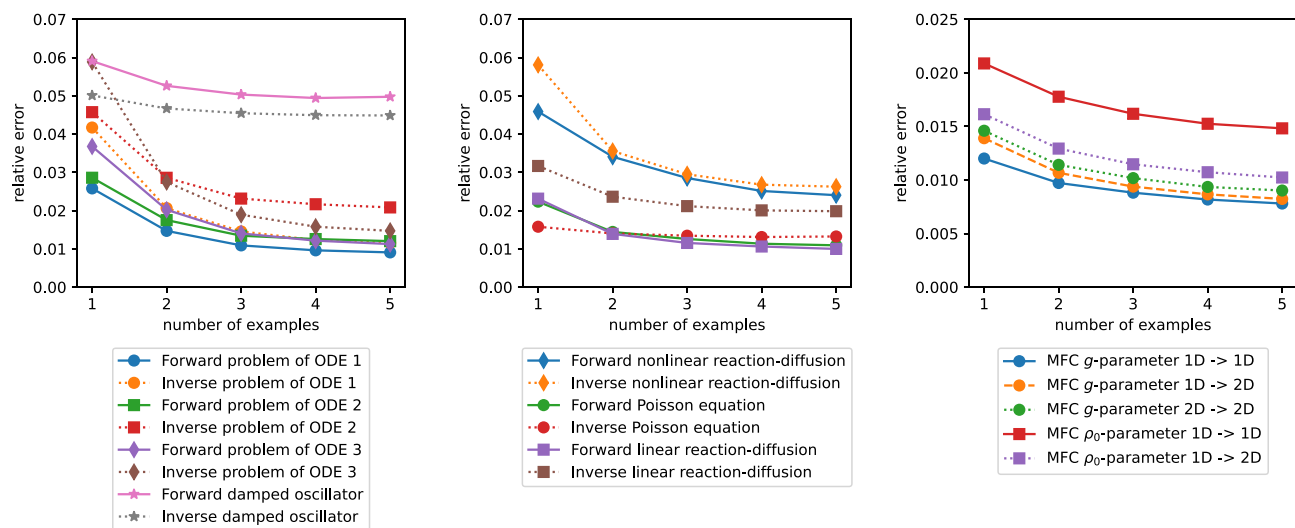 0.07
0.06
0.05
0.04
0.03
0.02
0.01
0.00
relative error
1 2 3 4 5
number of examples
Forward problem of ODE 1
Inverse problem of ODE 1
Forward problem of ODE 2
Inverse problem of ODE 2
Forward problem of ODE 3
Inverse problem of ODE 3
Forward damped oscillator
Inverse damped oscillator
0.07
0.06
0.05
0.04
0.03
0.02
0.01
0.00
relative error
1 2 3 4 5
number of examples
Forward nonlinear reaction-diffusion
Inverse nonlinear reaction-diffusion
Forward Poisson equation
Inverse Poisson equation
Forward linear reaction-diffusion
Inverse linear reaction-diffusion
0.025
0.020
0.015
0.010
0.005
0.000
relative error
1 2 3 4 5
number of examples
MFC g-parameter 1D -> 1D
MFC g-parameter 1D -> 2D
MFC g-parameter 2D -> 2D
MFC ρ₀-parameter 1D -> 1D
MFC ρ₀-parameter 1D -> 2D